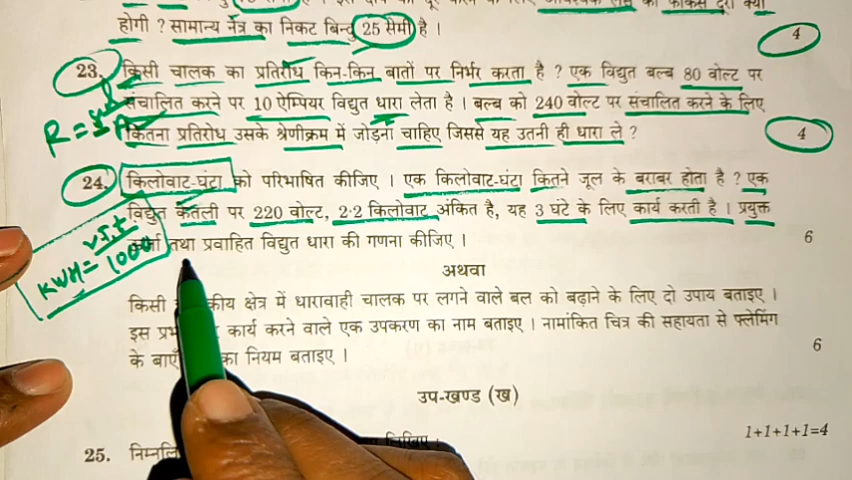 होगी ? सामान्य नेत्र का निकट बिन्दु 25 सेमी है ।
4
23. किसी चालक का प्रतिरोध किन-किन बातों पर निर्भर करता है ? एक विद्युत बल्ब 80 वोल्ट पर
संचालित करने पर 10 ऐम्पियर विद्युत धारा लेता है । बल्ब को 240 वोल्ट पर संचालित करने के लिए
कितना प्रतिरोध उसके श्रेणीक्रम में जोड़ना चाहिए जिससे यह उतनी ही धारा ले ?
4
24. किलोवाट-घंटा को परिभाषित कीजिए । एक किलोवाट-घंटा कितने जूल के बराबर होता है ? एक
विद्युत केतली पर 220 वोल्ट, 2·2 किलोवाट अंकित है, यह 3 घंटे के लिए कार्य करती है । प्रयुक्त
तथा प्रवाहित विद्युत धारा की गणना कीजिए ।
6
KWH =
1000
अथवा
किसी क्षेत्र में धारावाही चालक पर लगने वाले बल को बढ़ाने के लिए दो उपाय बताइए ।
इस कार्य करने वाले एक उपकरण का नाम बताइए । नामांकित चित्र की सहायता से फ्लेमिंग
के बाएँ का नियम बताइए ।
6
उप-खण्ड (ख)
1+1+1+1=4
25.